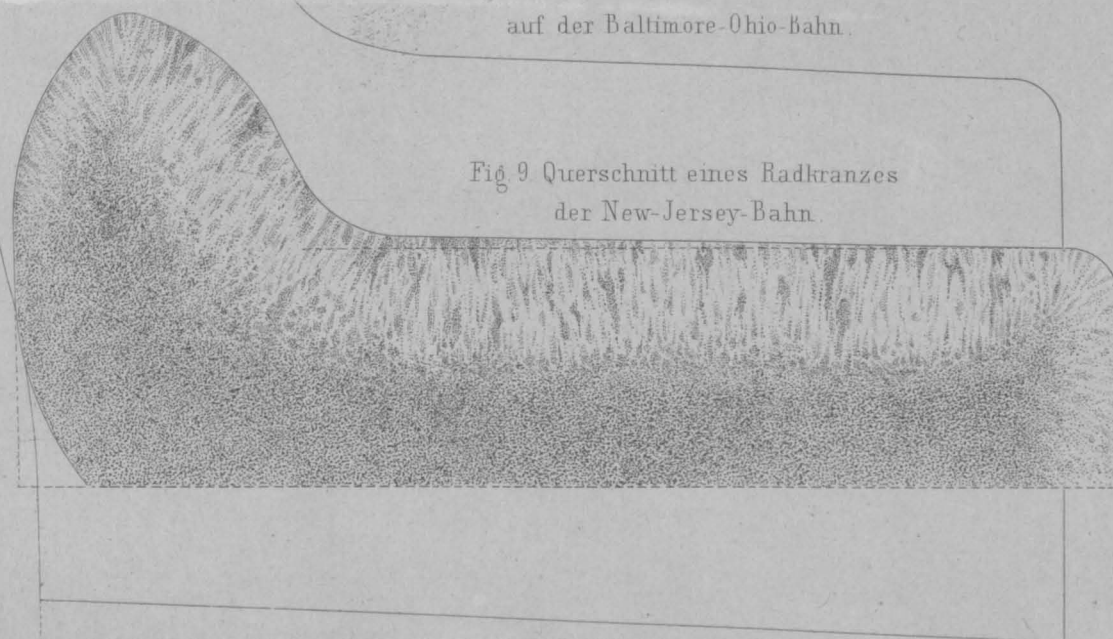 auf der Baltimore-Ohio-Bahn.
Fig. 9. Querschnitt eines Radkranzes
der New-Jersey-Bahn.